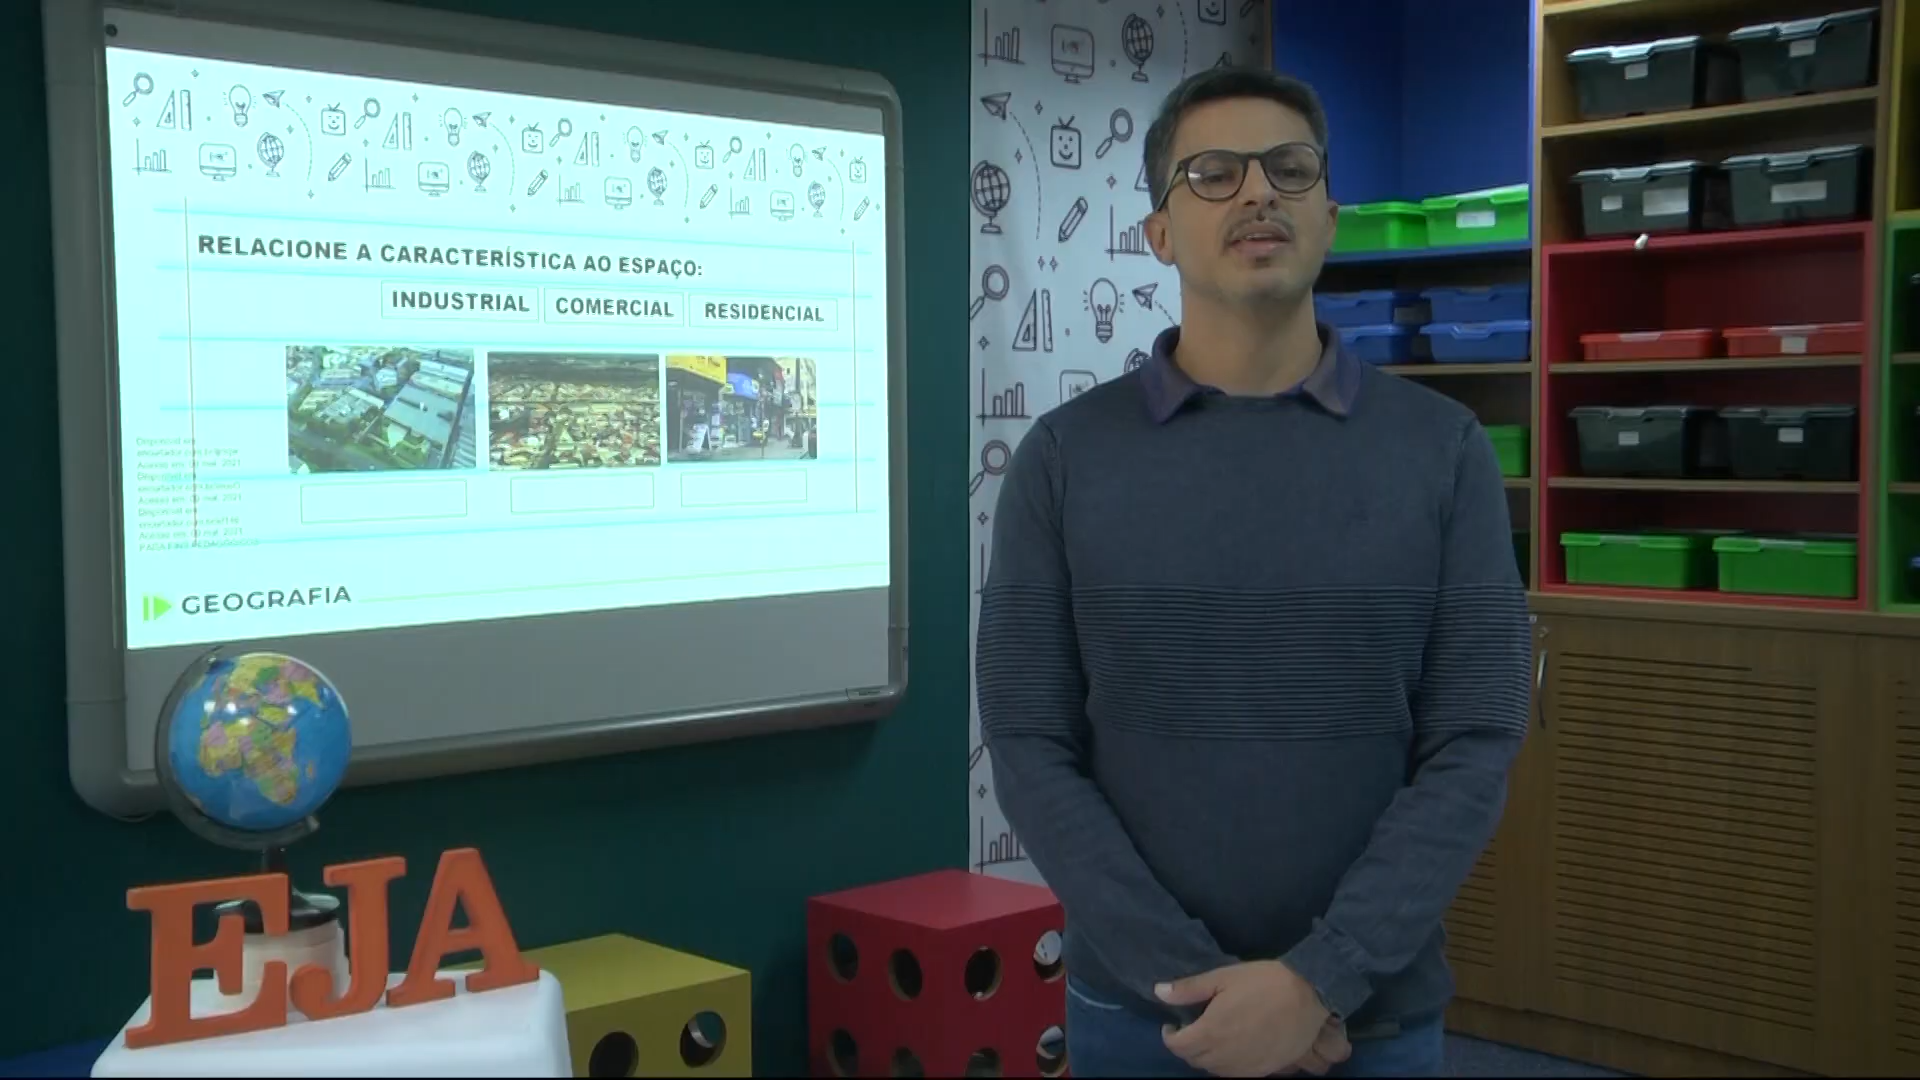 RELACIONE A CARACTERÍSTICA AO ESPAÇO:
INDUSTRIAL COMERCIAL RESIDENCIAL
GEOGRAFIA
EJA